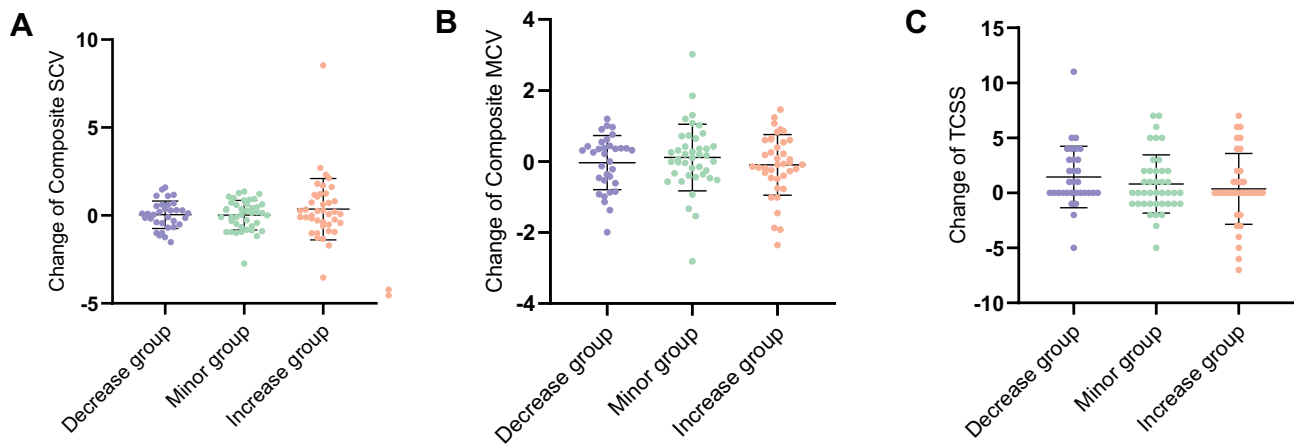 A
Change of Composite SCV
10
5
0
-5
Decrease group
Minor group
Increase group
B
Change of Composite MCV
4
2
0
-2
-4
Decrease group
Minor group
Increase group
C
Change of TCSS
15
10
5
0
-5
-10
Decrease group
Minor group
Increase group